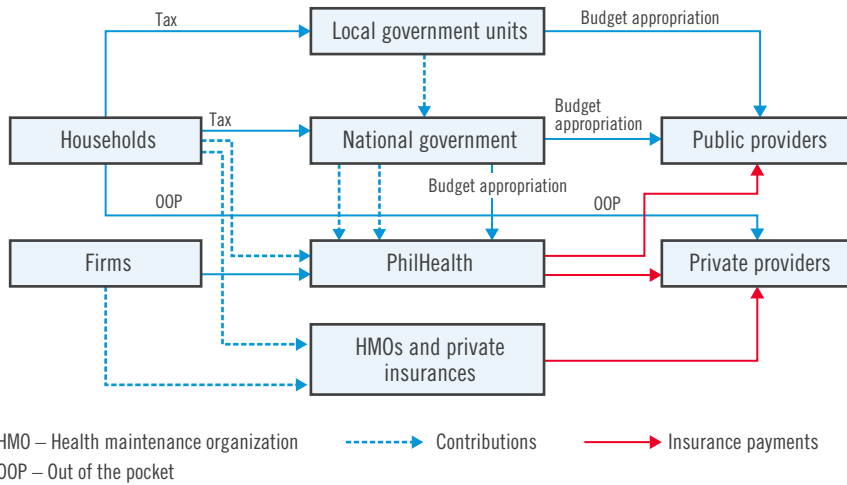 Tax
Local government units
Budget appropriation
Households
Tax
National government
Budget
appropriation
Public providers
Budget appropriation
OOP
OOP
Firms
PhilHealth
Private providers
HMOs and private
insurances
HMO – Health maintenance organization
Contributions
Insurance payments
OOP – Out of the pocket